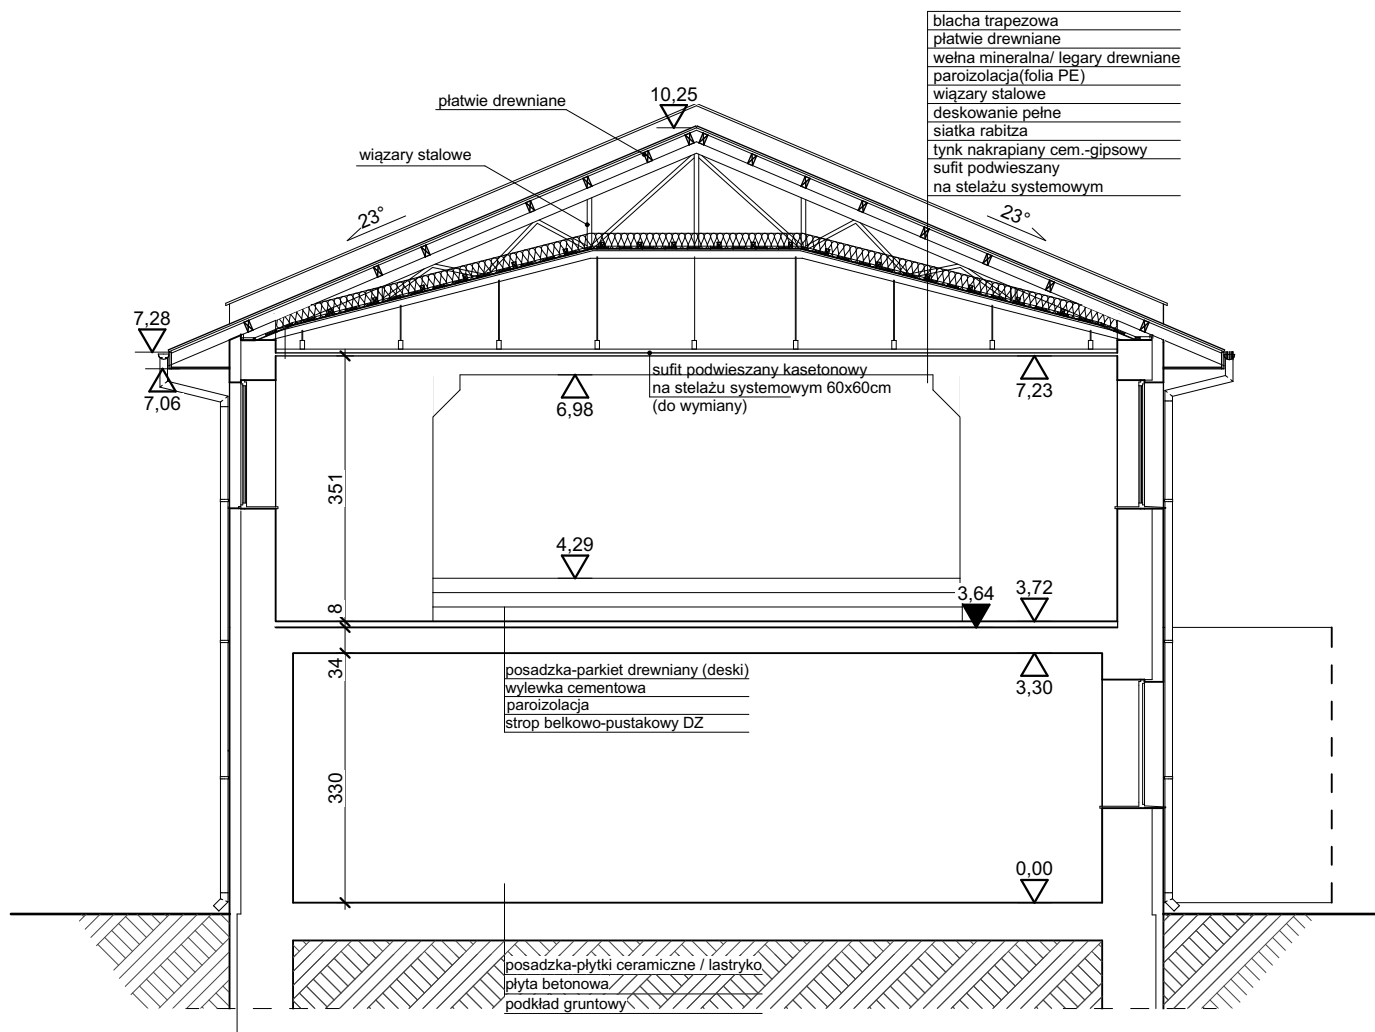 blacha trapezowa
płatwie drewniane
wełna mineralna/ legary drewniane
paroizolacja(folia PE)
wiązary stalowe
deskowanie pełne
siatka rabitza
tynk nakrapiany cem.-gipsowy
sufit podwieszany
na stelażu systemowym
płatwie drewniane
10,25
wiązary stalowe
23°
23°
7,28
7,06
sufit podwieszany kasetonowy
na stelażu systemowym 60x60cm
(do wymiany)
6,98
7,23
351
4,29
8
3,64
3,72
34
3,30
posadzka-parkiet drewniany (deski)
wylewka cementowa
paroizolacja
strop belkowo-pustakowy DZ
330
0,00
posadzka-płytki ceramiczne / lastryko
płyta betonowa
podkład gruntowy